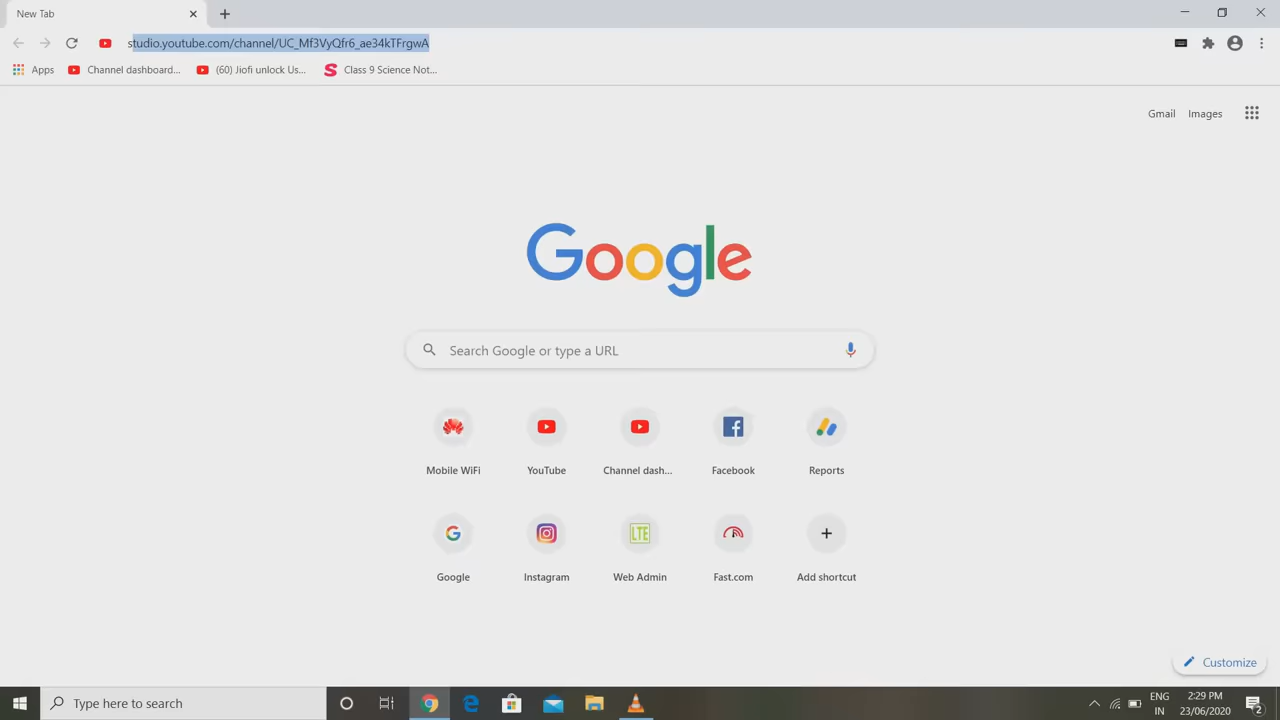 New Tab
studio.youtube.com/channel/UC_Mf3VyQfr6_ae34kTFrgwA
Apps
Channel dashboard...
(60) Jiofi unlock Us...
Class 9 Science Not...
Gmail
Images
Google
Search Google or type a URL
Mobile WiFi
YouTube
Channel dash...
Facebook
Reports
LTE
Google
Instagram
Web Admin
Fast.com
Add shortcut
Customize
Type here to search
ENG
IN
2:29 PM
23/06/2020
2